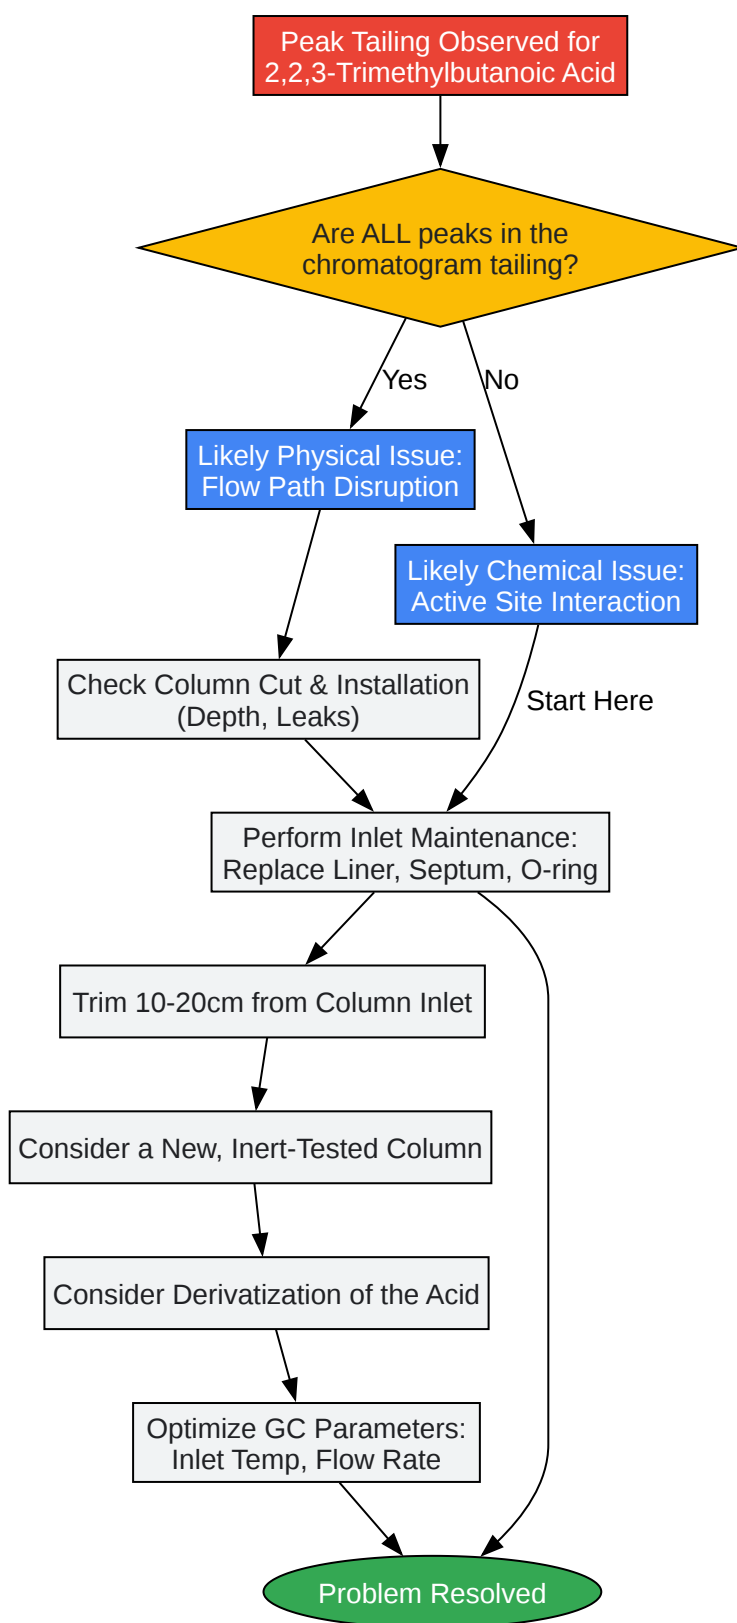 Peak Tailing Observed for
2,2,3-Trimethylbutanoic Acid
Are ALL peaks in the
chromatogram tailing?
Yes
No
Likely Physical Issue:
Flow Path Disruption
Likely Chemical Issue:
Active Site Interaction
Check Column Cut & Installation
(Depth, Leaks)
Start Here
Perform Inlet Maintenance:
Replace Liner, Septum, O-ring
Trim 10-20cm from Column Inlet
Consider a New, Inert-Tested Column
Consider Derivatization of the Acid
Optimize GC Parameters:
Inlet Temp, Flow Rate
Problem Resolved